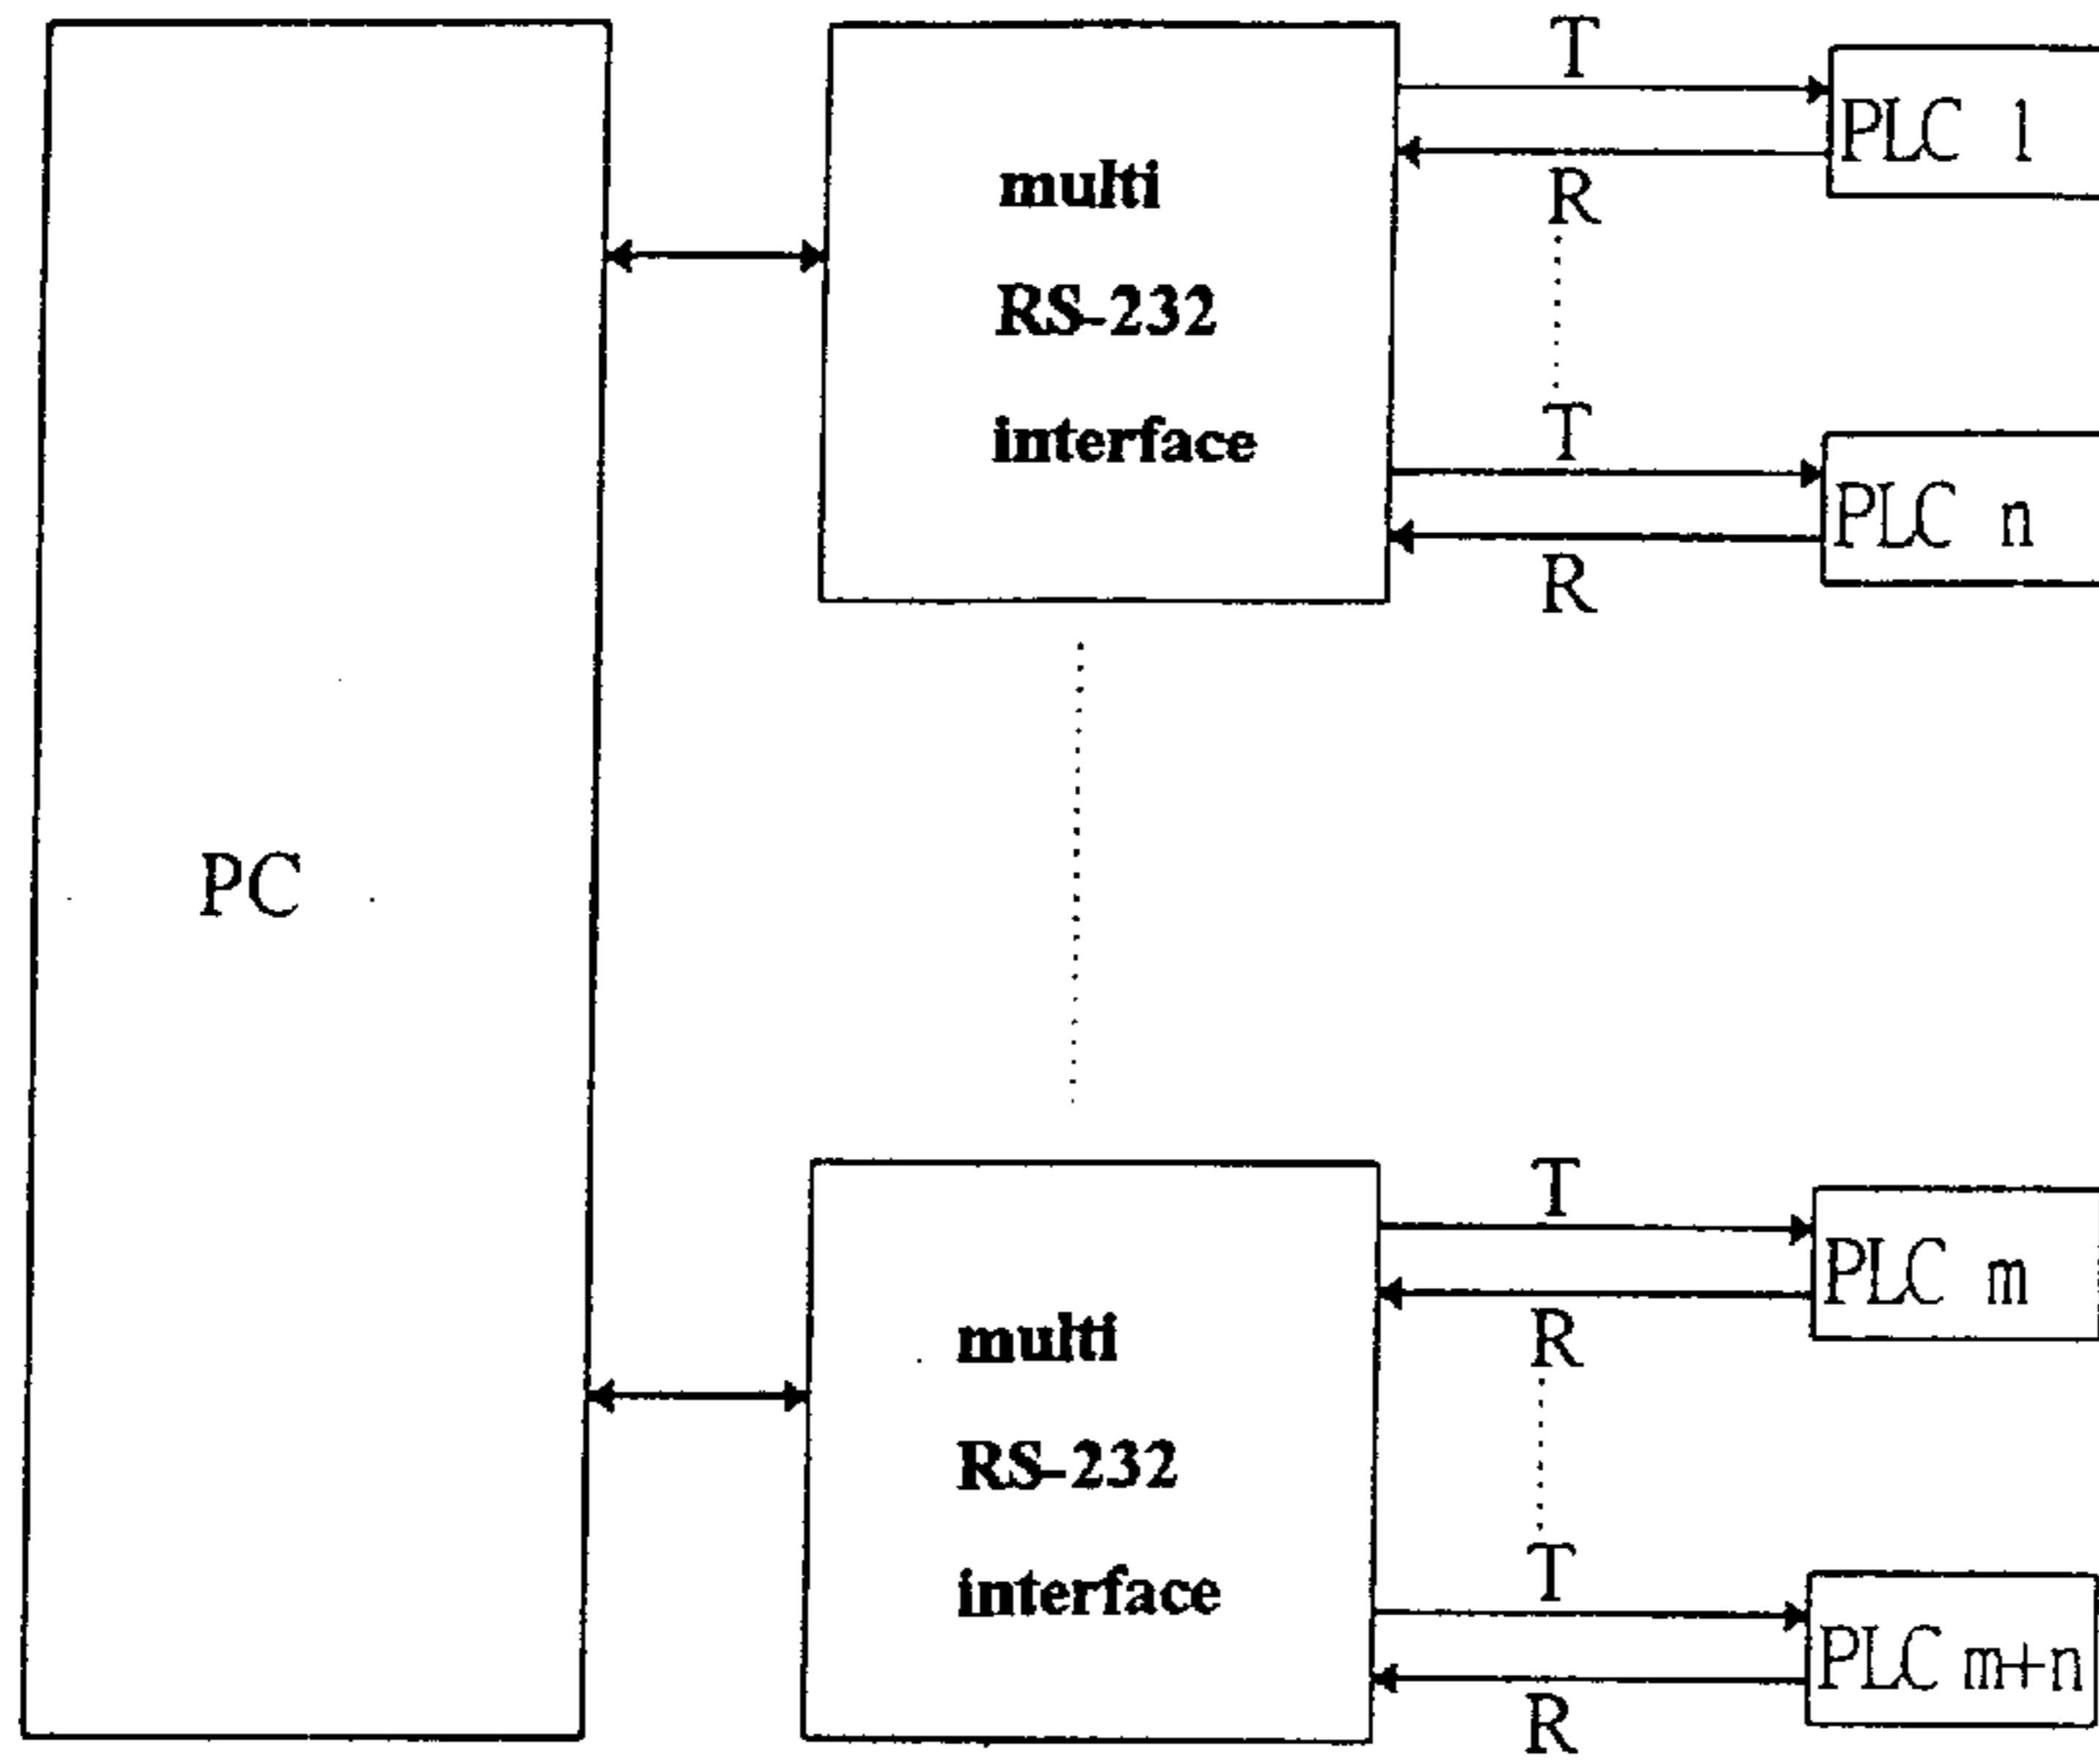 PC
multi
RS-232
interface
T
PLC 1
R
T
PLC n
R
multi
RS-232
interface
T
PLC m
R
T
PLC m+n
R